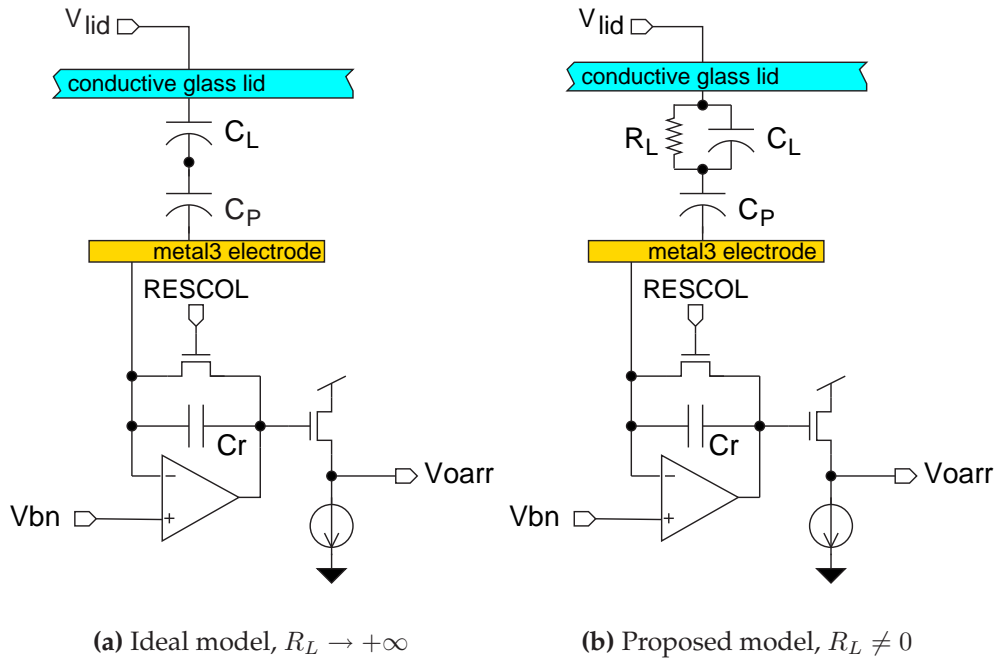 V_lid
conductive glass lid
C_L
C_P
metal3 electrode
RESCOL
Cr
−
+
Vbn
Voarr
(a) Ideal model, R_L → +∞
V_lid
conductive glass lid
R_L
C_L
C_P
metal3 electrode
RESCOL
Cr
−
+
Vbn
Voarr
(b) Proposed model, R_L ≠ 0